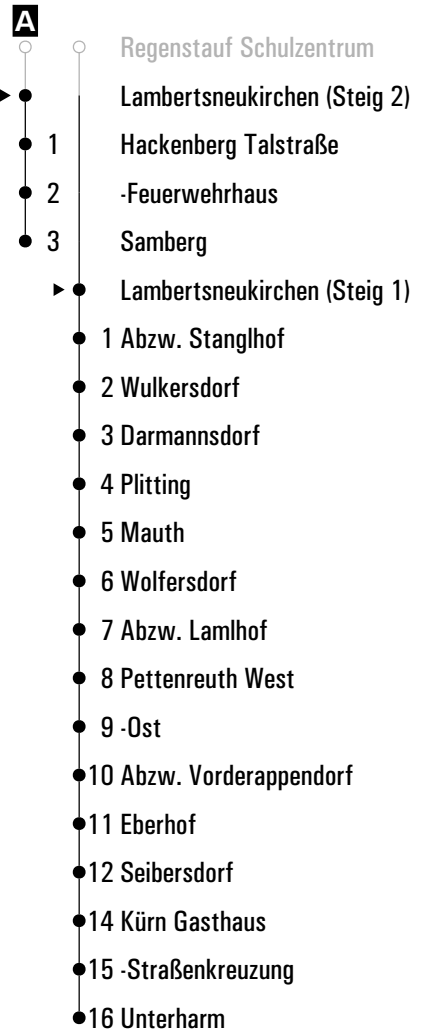 A
Regenstauf Schulzentrum
Lambertsneukirchen (Steig 2)
1 Hackenberg Talstraße
2 -Feuerwehrhaus
3 Samberg
Lambertsneukirchen (Steig 1)
1 Abzw. Stanglhof
2 Wulkersdorf
3 Darmannsdorf
4 Plitting
5 Mauth
6 Wolfersdorf
7 Abzw. Lamlhof
8 Pettenreuth West
9 -Ost
10 Abzw. Vorderappendorf
11 Eberhof
12 Seibersdorf
14 Kürn Gasthaus
15 -Straßenkreuzung
16 Unterharm